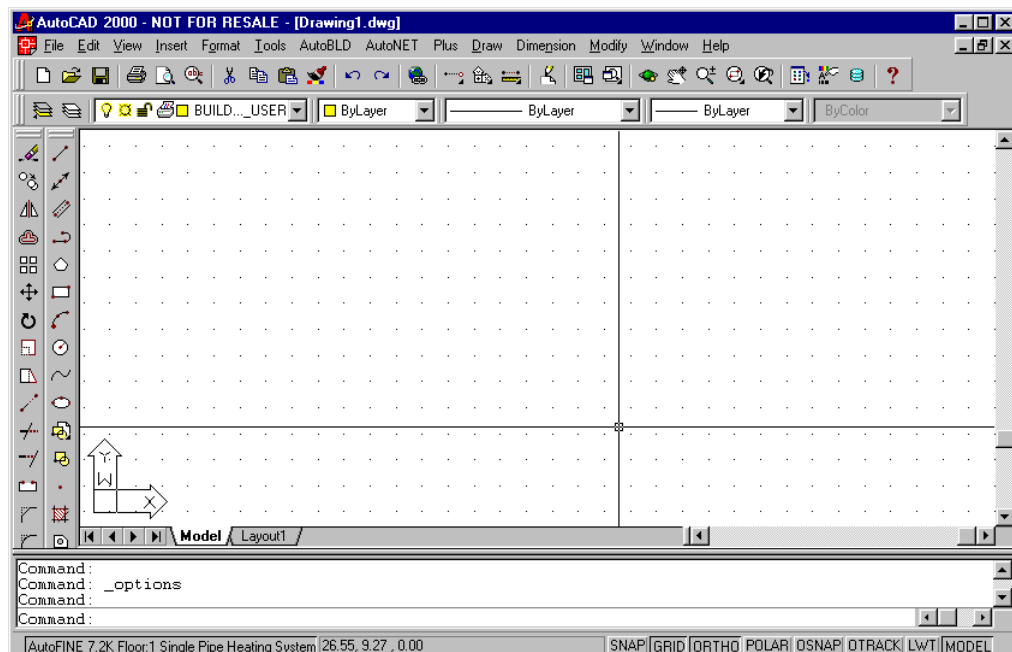 AutoCAD 2000 - NOT FOR RESALE - [Drawing1.dwg]
File Edit View Insert Format Tools AutoBLD AutoNET Plus Draw Dimension Modify Window Help
BUILD..._USER ByLayer ByLayer ByLayer ByColor
Y
W
X
Model Layout1
Command:
Command: _options
Command:
Command:
AutoFINE 7.2K Floor:1 Single Pipe Heating System 26.55, 9.27 , 0.00 SNAP GRID ORTHO POLAR OSNAP OTRACK LWT MODEL